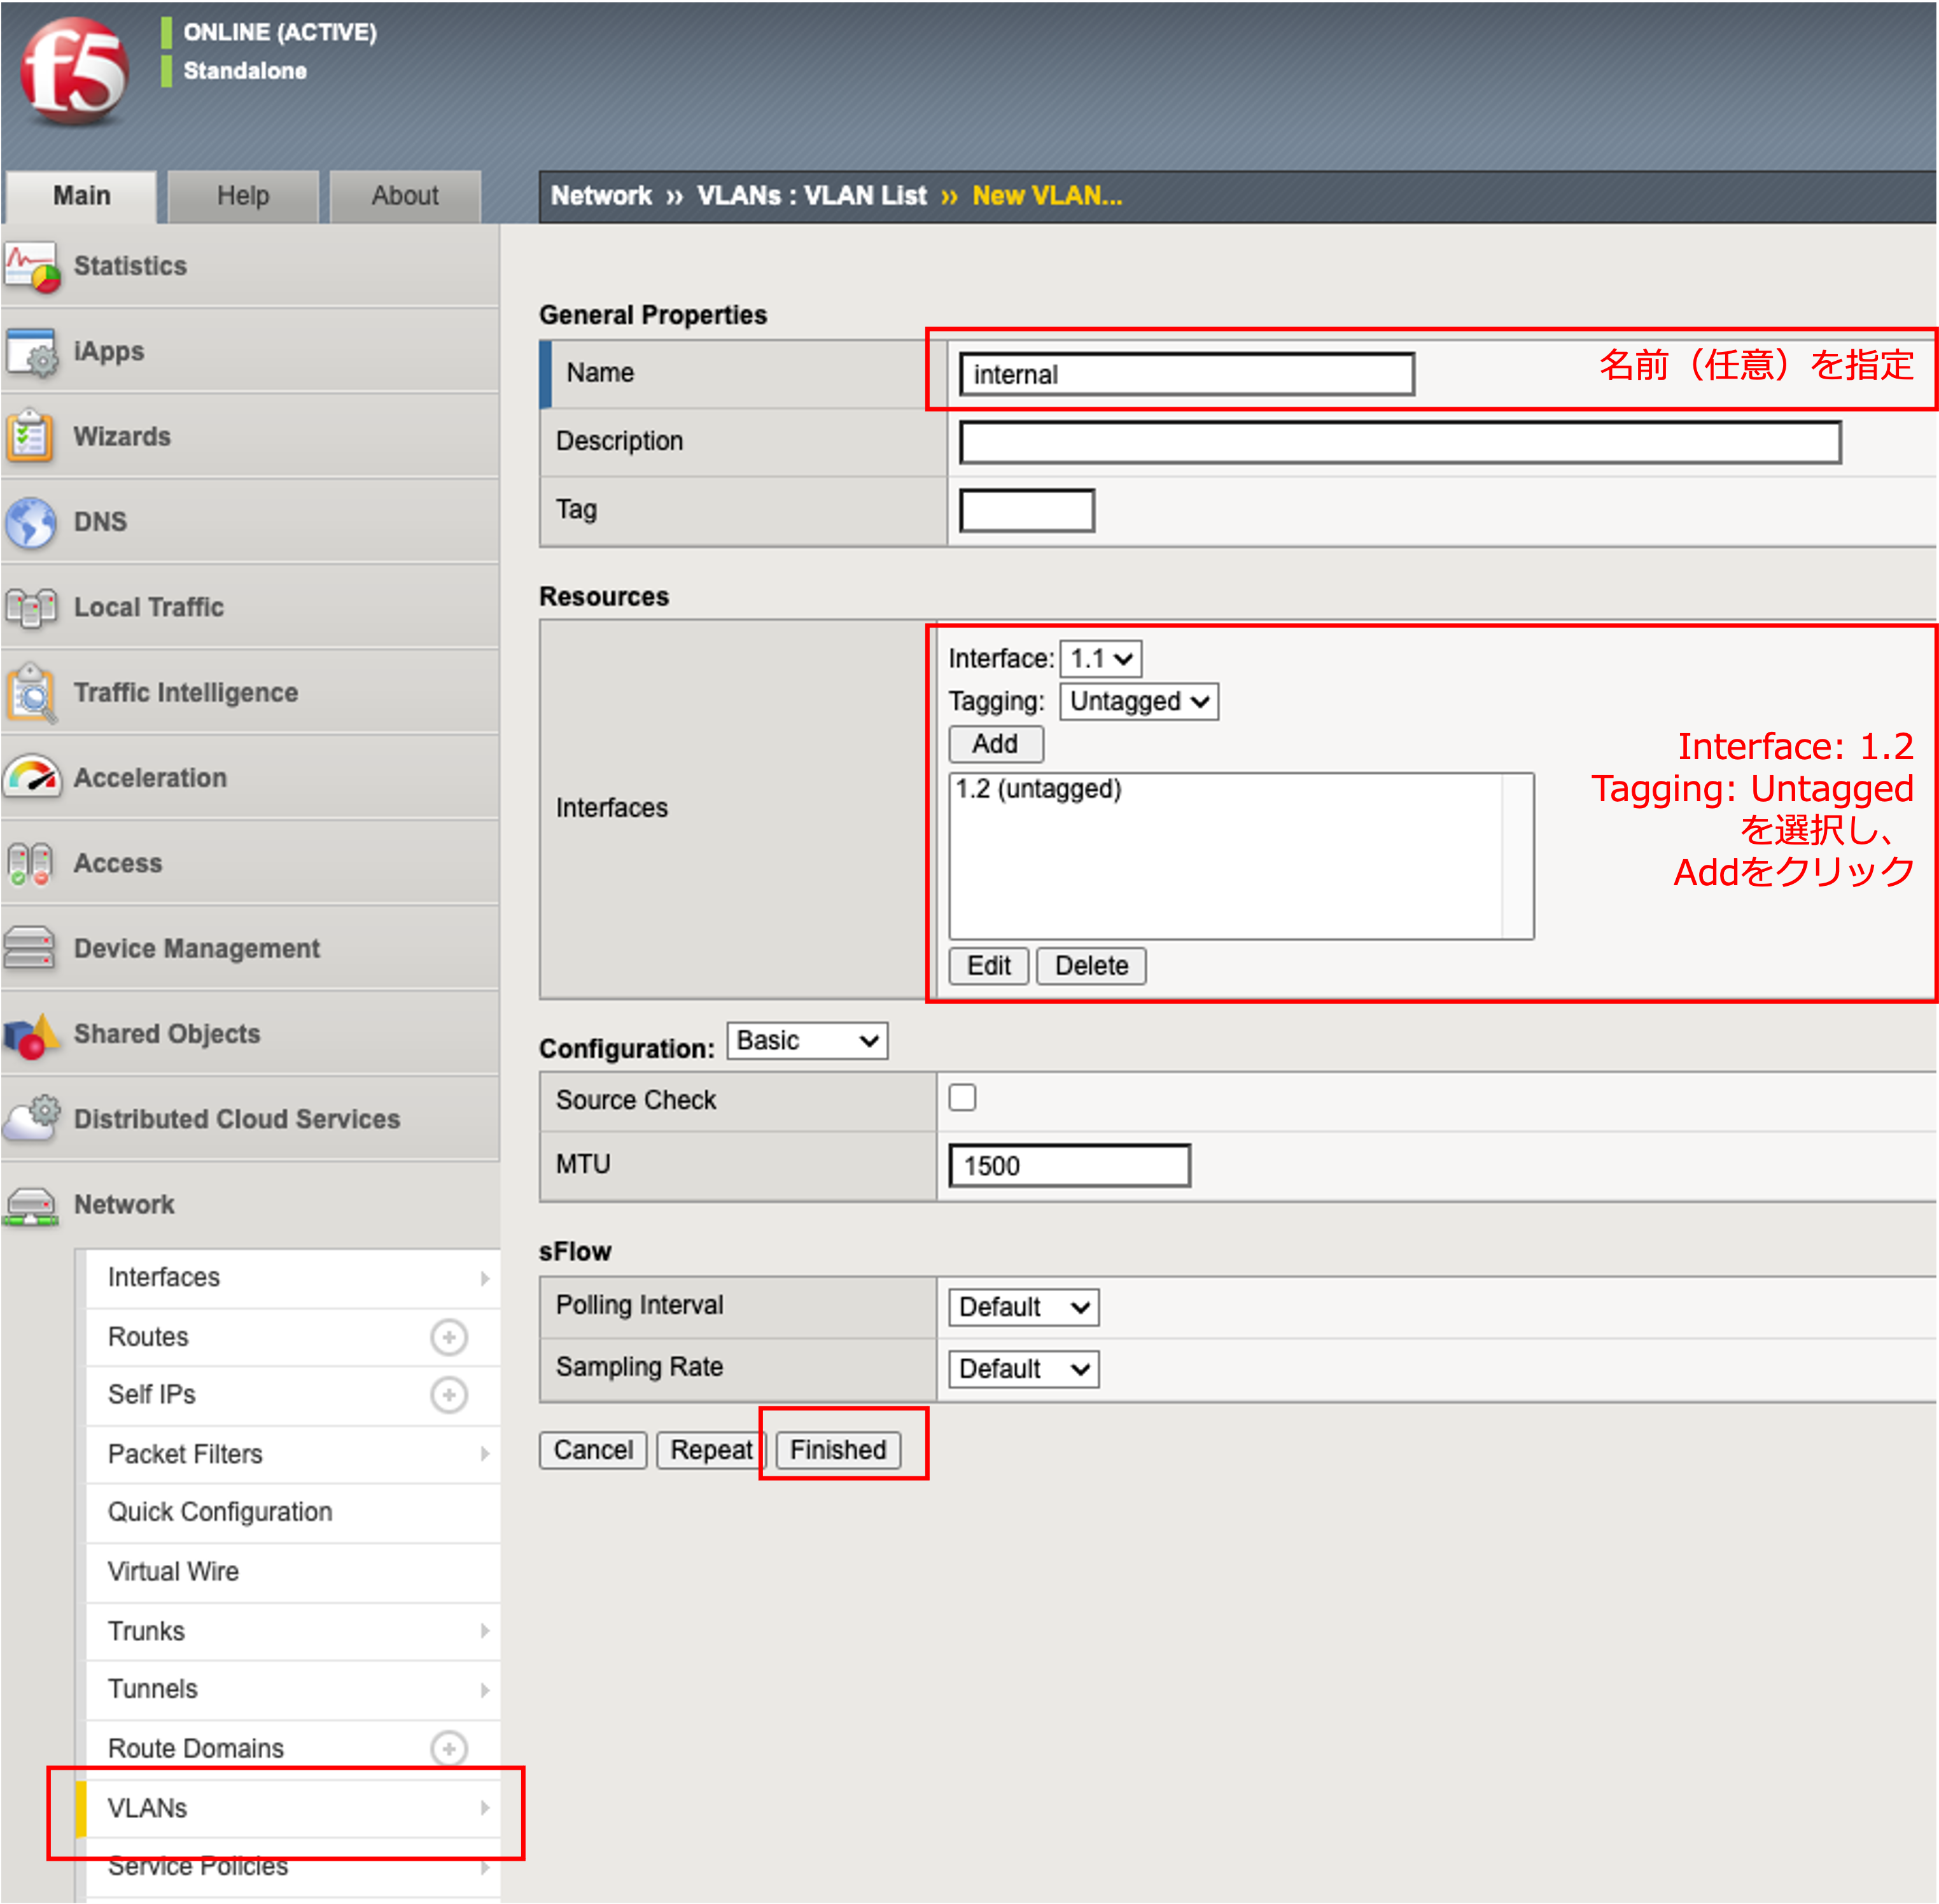 f5
ONLINE (ACTIVE)
Standalone
Main
Help
About
Network ›› VLANs : VLAN List ›› New VLAN...
Statistics
iApps
Wizards
DNS
Local Traffic
Traffic Intelligence
Acceleration
Access
Device Management
Shared Objects
Distributed Cloud Services
Network
Interfaces
Routes
Self IPs
Packet Filters
Quick Configuration
Virtual Wire
Trunks
Tunnels
Route Domains
VLANs
Service Policies
General Properties
Name
internal
名前（任意）を指定
Description
Tag
Resources
Interfaces
Interface: 1.1
Tagging: Untagged
Add
1.2 (untagged)
Edit
Delete
Interface: 1.2
Tagging: Untagged
を選択し、
Addをクリック
Configuration: Basic
Source Check
MTU
1500
sFlow
Polling Interval
Default
Sampling Rate
Default
Cancel
Repeat
Finished